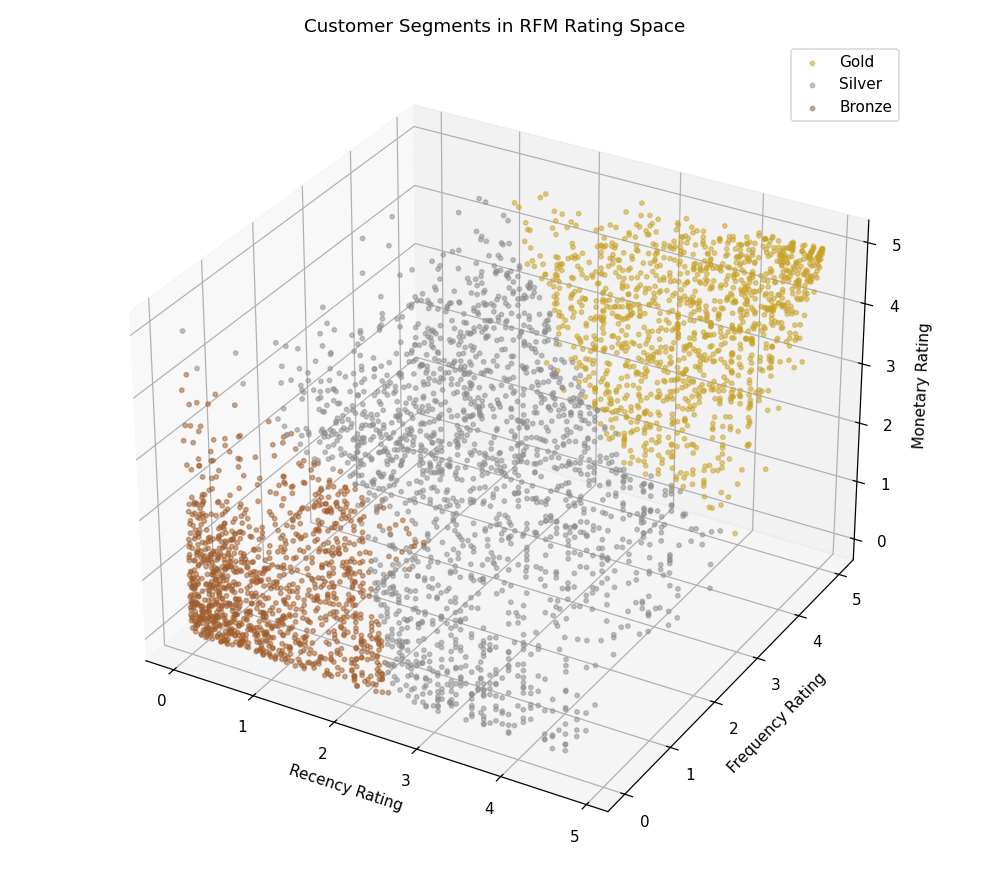 Customer Segments in RFM Rating Space
Gold
Silver
Bronze
5
4
3
2
1
0
Monetary Rating
5
4
3
2
1
0
Frequency Rating
0
1
2
3
4
5
Recency Rating